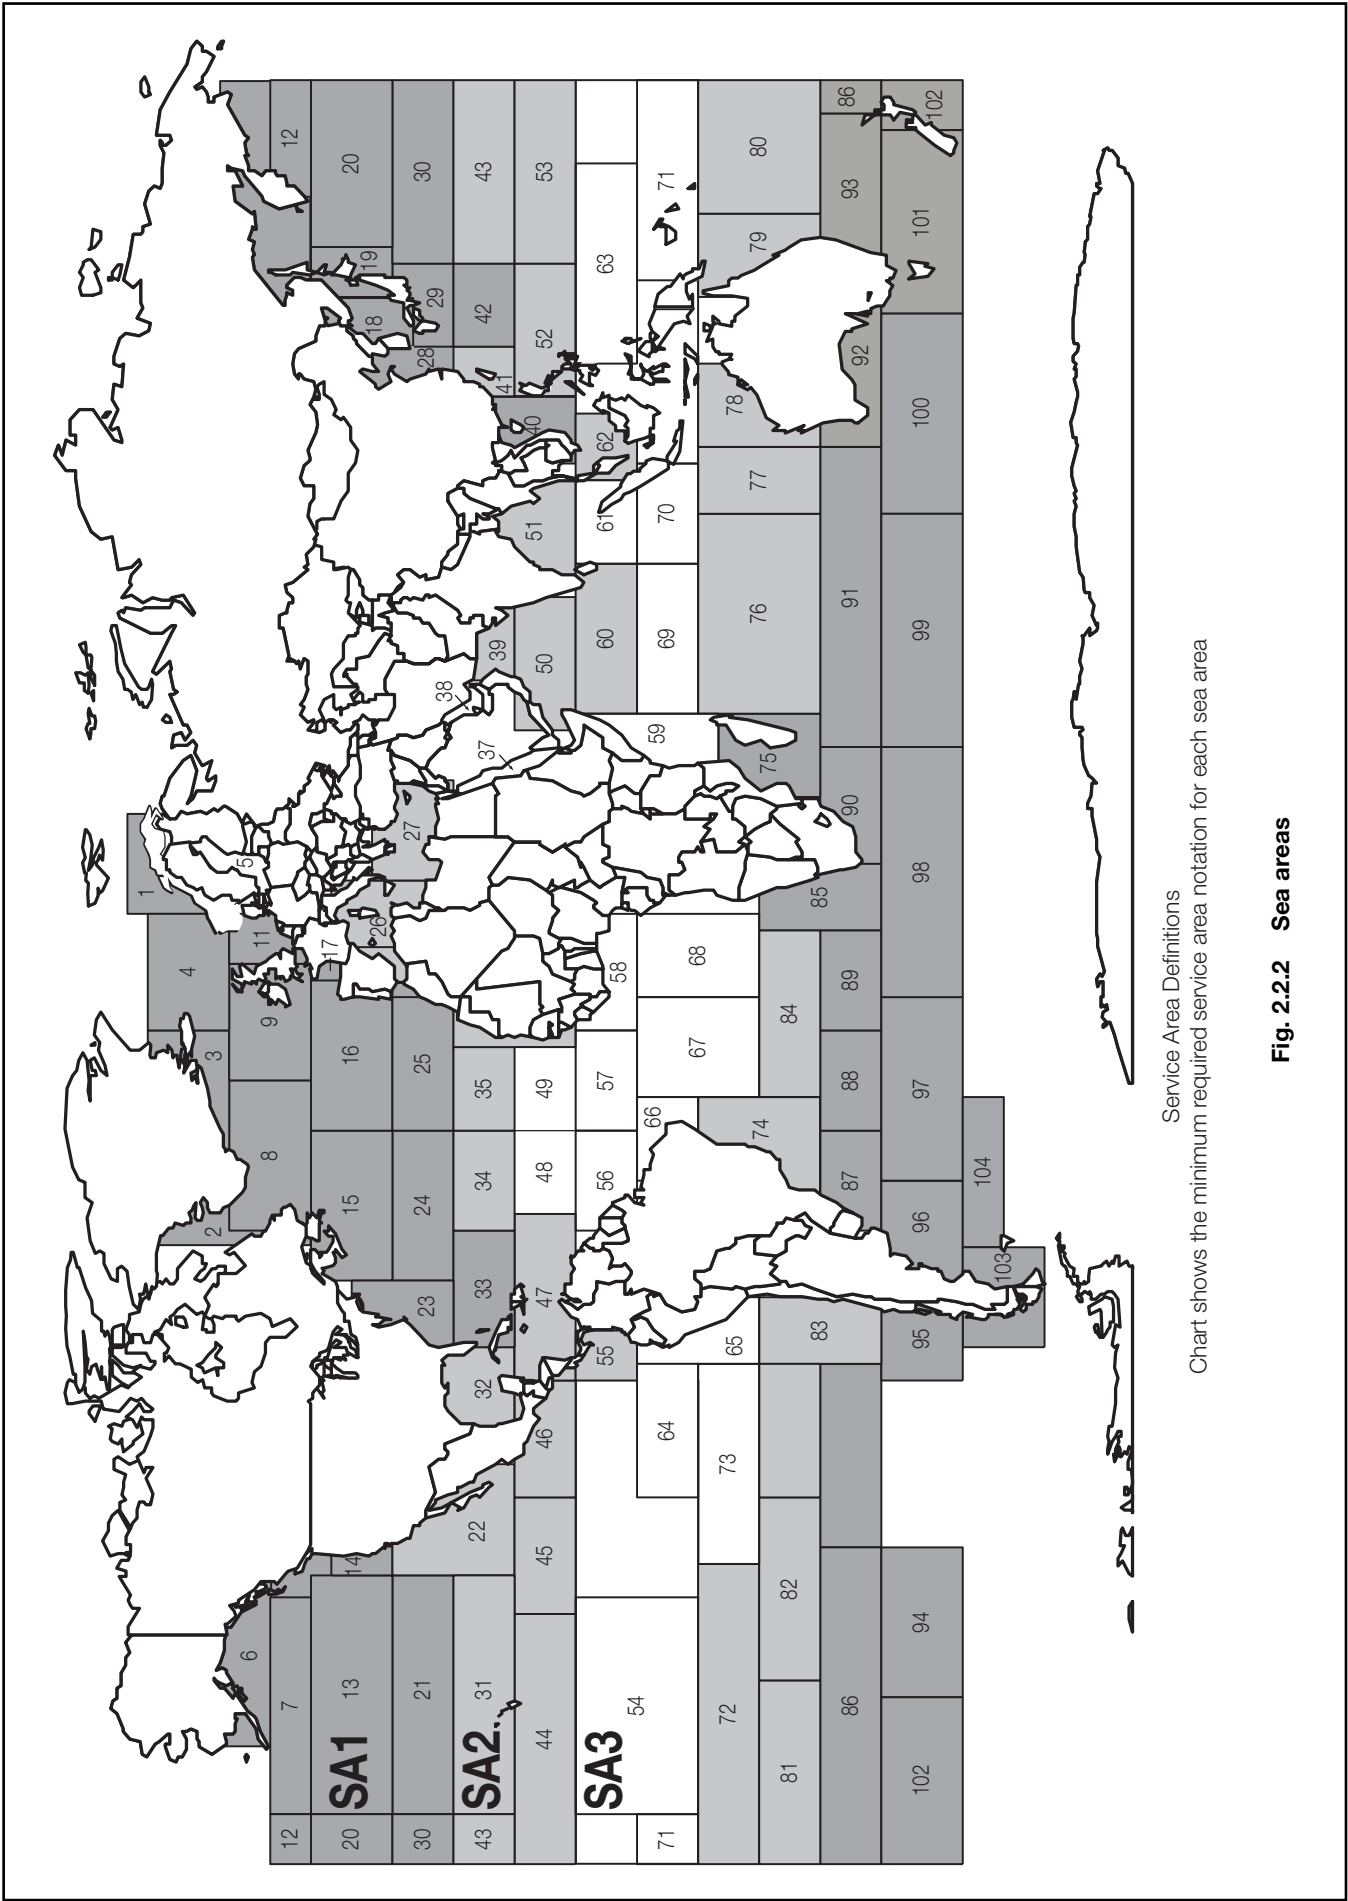 1
4
2 3
6 5
8 9 11
12 7 12
20 SA1 13 14 15 16 17 18 19 20
30 21 23 24 25 26 27 28 29 30
43 SA2 31 22 32 33 34 35 37 38 39 40 41 42 43
44 45 46 47 48 49 50 51 52 53
SA3 54 55 56 57 58 59 60 61 62 63
71 64 65 66 67 68 69 70 71
72 73 74 75 76 77 78 79 80
81 82 83 84 85
86 87 88 89 90 91 92 93 86
102 94 95 96 97 98 99 100 101 102
103 104
Service Area Definitions
Chart shows the minimum required service area notation for each sea area
Fig. 2.2.2 Sea areas